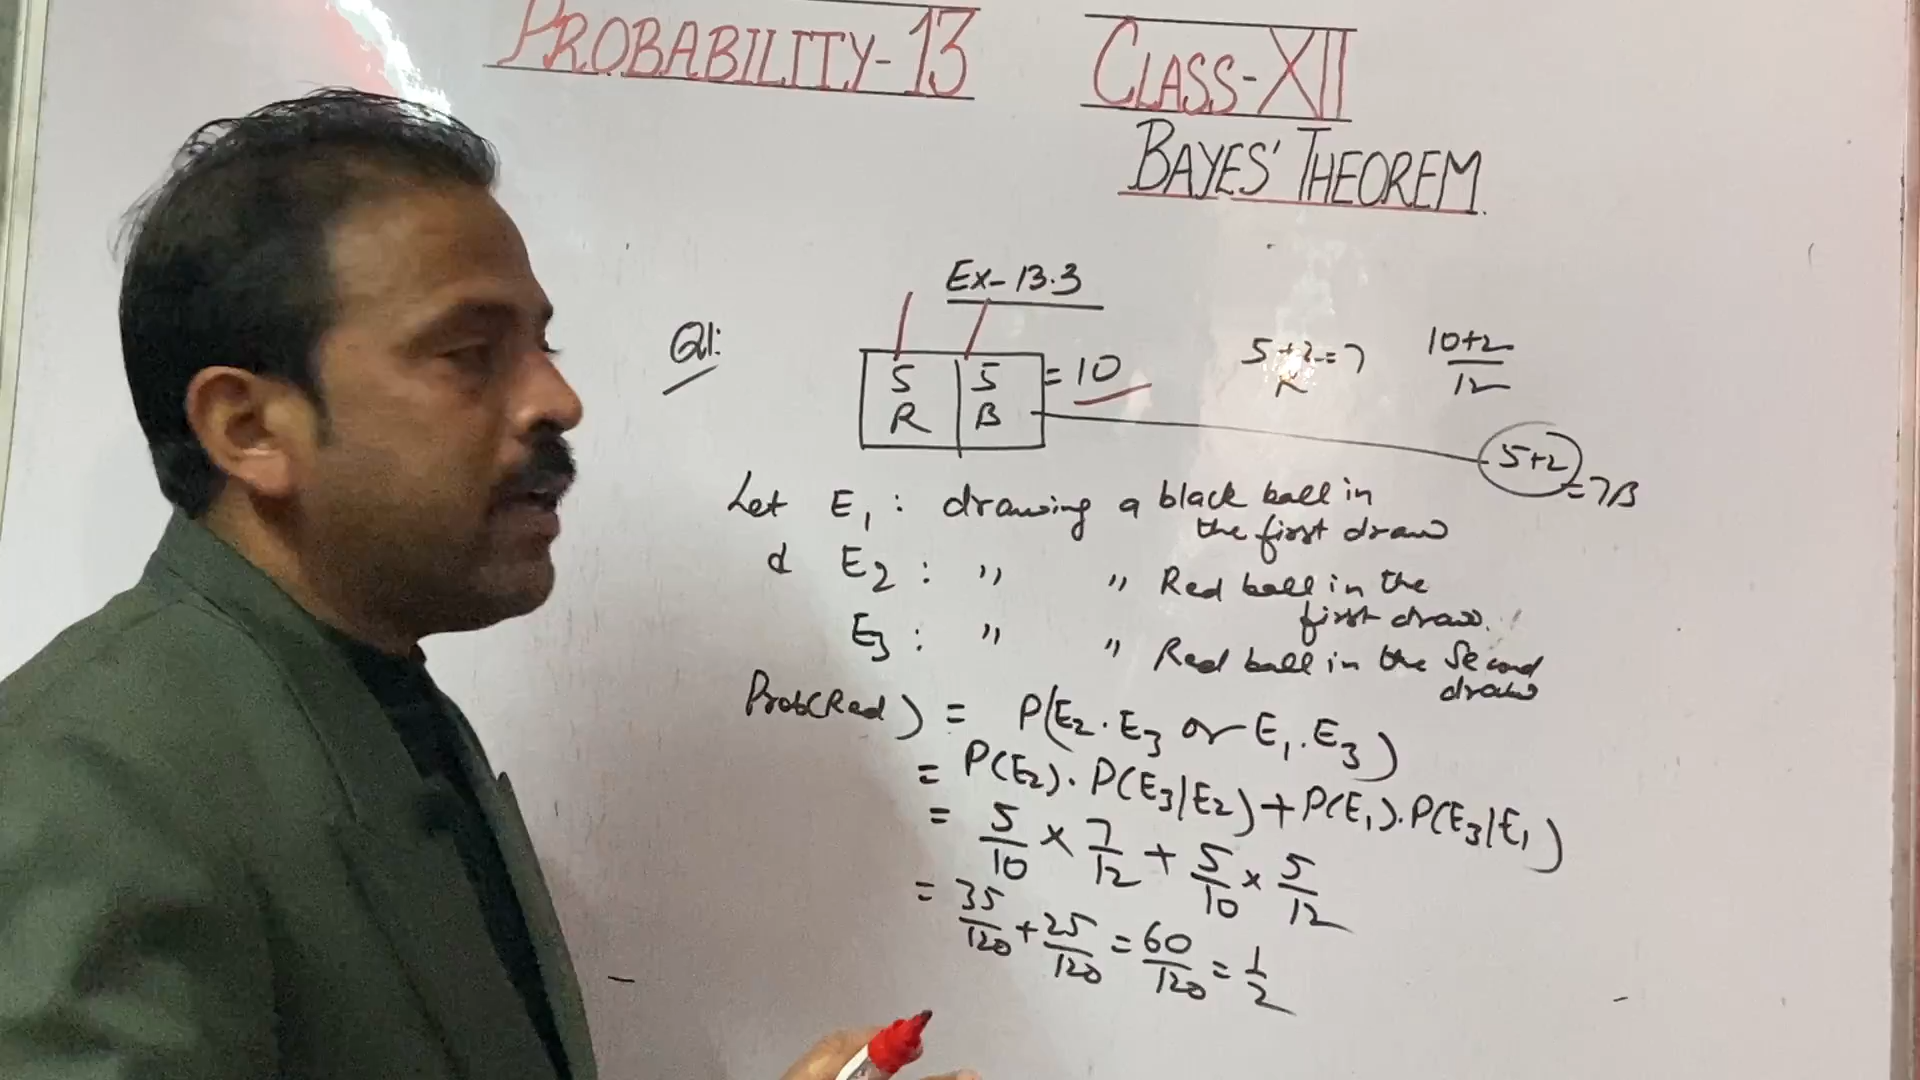 PROBABILITY-13 CLASS-XII
BAYES' THEOREM
Ex-13.3
Q1:
5 R | 5 B = 10
5+2=7
R
10+2
12
5+2
=7B
Let E₁ : drawing a black ball in
the first draw
& E₂ : " " Red ball in the
first draw.
E₃ : " " Red ball in the Second
draw
Prob(Red) = P(E₂.E₃ or E₁.E₃)
= P(E₂).P(E₃|E₂)+P(E₁).P(E₃|E₁)
= 5/10 × 7/12 + 5/10 × 5/12
= 35/120 + 25/120 = 60/120 = 1/2